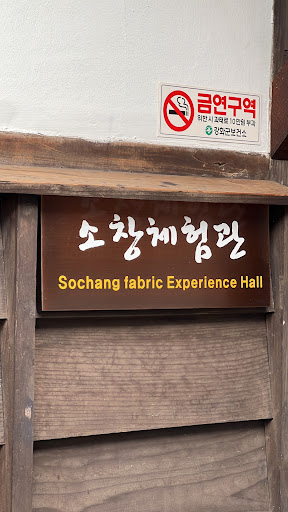 금연구역
위반 시 과태료 10만원 부과
강화군보건소
소창체험관
Sochang fabric Experience Hall